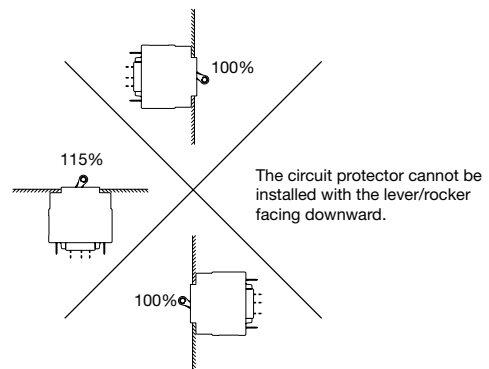 100%
115%
The circuit protector cannot be
installed with the lever/rocker
facing downward.
100%